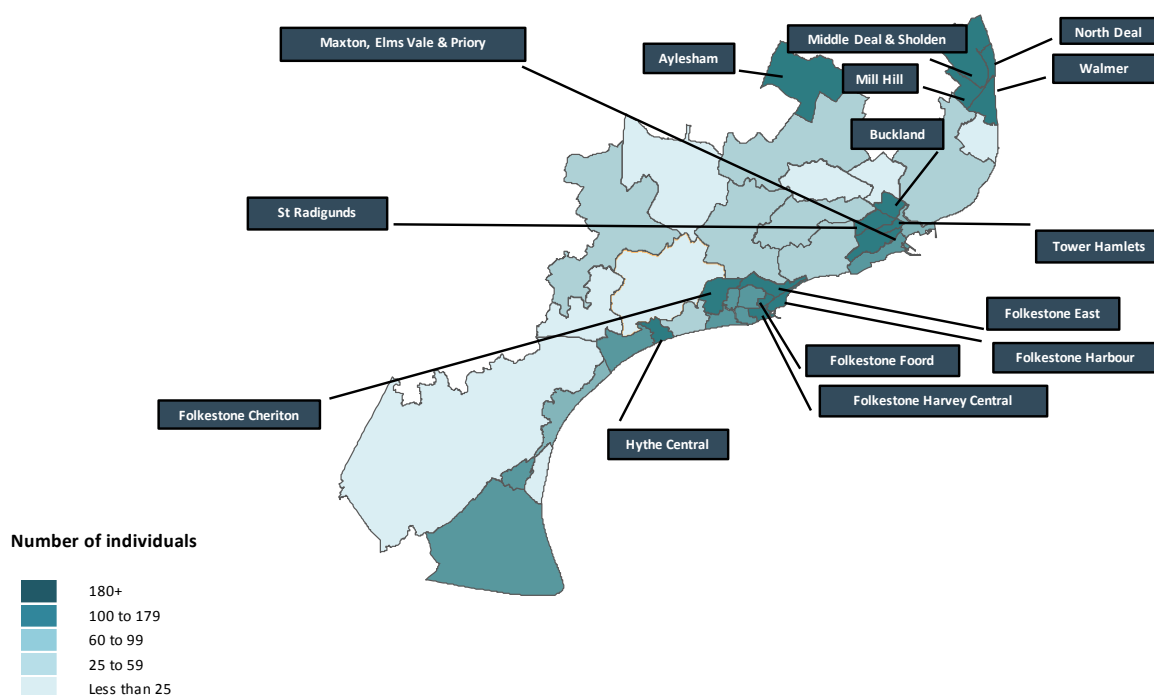 Maxton, Elms Vale & Priory
Aylesham
Middle Deal & Sholden
North Deal
Mill Hill
Walmer
Buckland
St Radigunds
Tower Hamlets
Folkestone East
Folkestone Foord
Folkestone Harbour
Folkestone Cheriton
Folkestone Harvey Central
Hythe Central
Number of individuals
180+
100 to 179
60 to 99
25 to 59
Less than 25